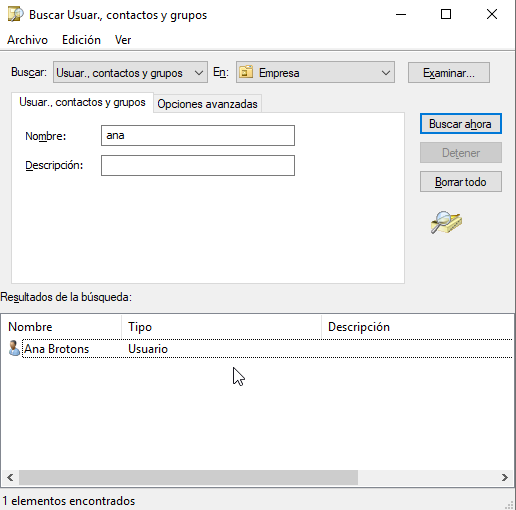 Buscar Usuar., contactos y grupos
Archivo Edición Ver
Buscar: Usuar., contactos y grupos En: Empresa Examinar...
Usuar., contactos y grupos Opciones avanzadas
Buscar ahora
Nombre: ana
Detener
Descripción:
Borrar todo
Resultados de la búsqueda:
Nombre Tipo Descripción
Ana Brotons Usuario
1 elementos encontrados